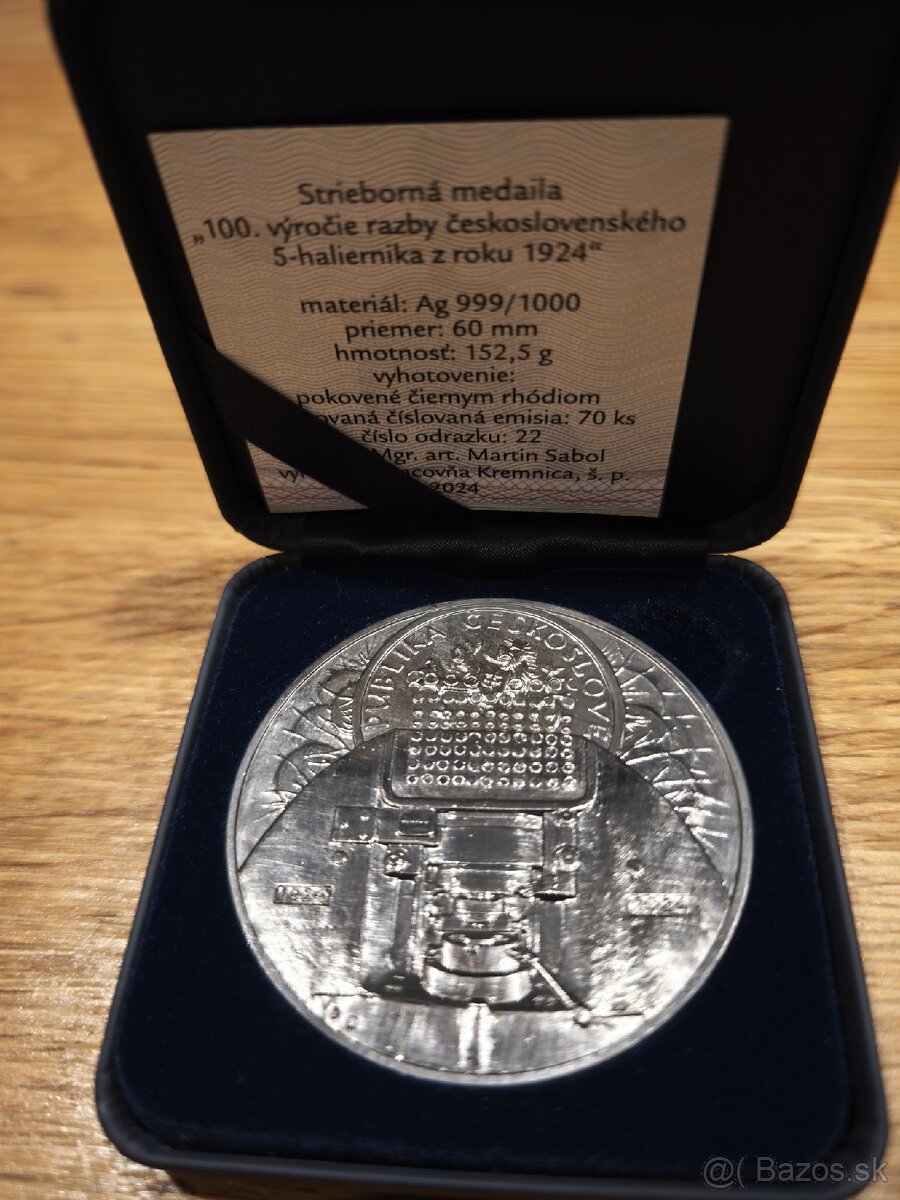 Strieborná medaila
„100. výročie razby československého
5-haliernika z roku 1924“
materiál: Ag 999/1000
priemer: 60 mm
hmotnosť: 152,5 g
vyhotovenie:
pokovené čiernym rhódiom
číslovaná emisia: 70 ks
číslo odrazku: 22
Mgr. art. Martin Sabol
Kremnica, š. p.
2024
PUBLIKA ČESKOSLOVE
1924
@( Bazos.sk